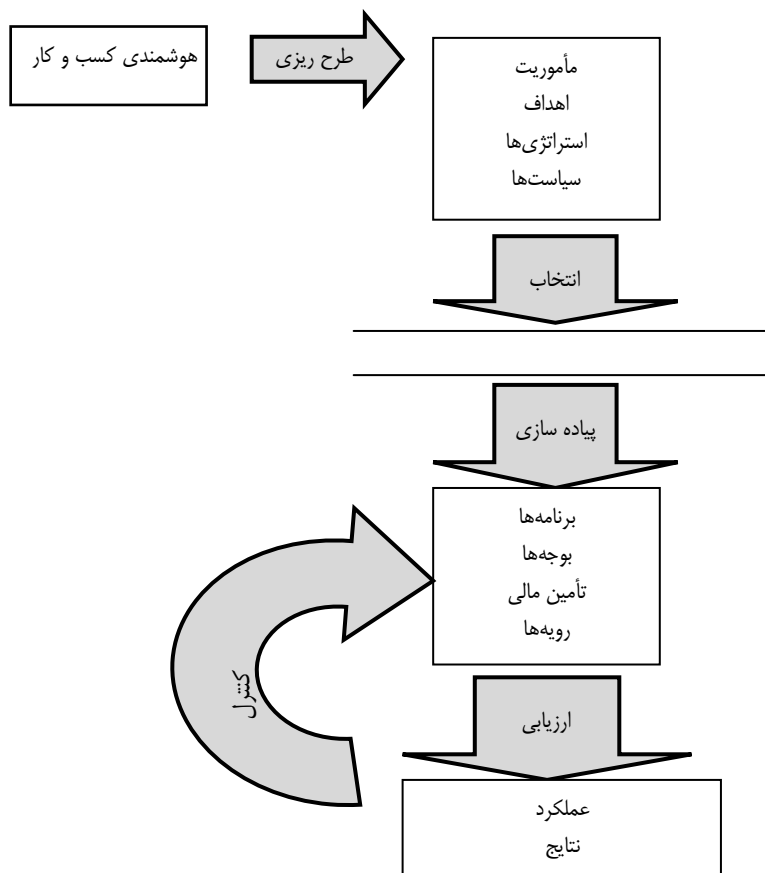 هوشمندی کسب و کار
طرح ریزی
مأموریت
اهداف
استراتژی‌ها
سیاست‌ها
انتخاب
پیاده سازی
برنامه‌ها
بوجه‌ها
تأمین مالی
رویه‌ها
کنترل
ارزیابی
عملکرد
نتایج